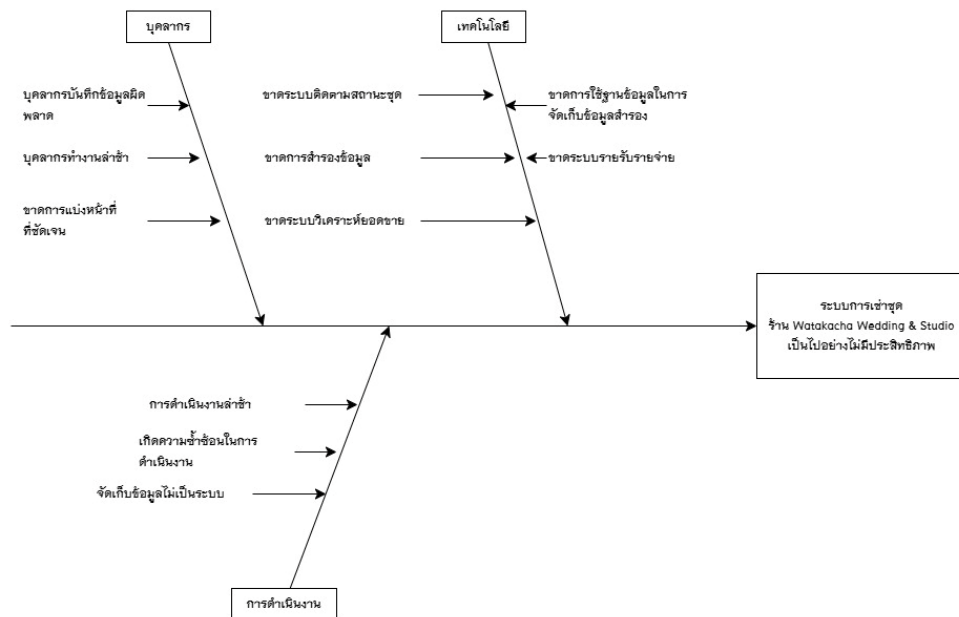 บุคลากร
เทคโนโลยี
บุคลากรบันทึกข้อมูลผิด
พลาด
บุคลากรทำงานล่าช้า
ขาดการแบ่งหน้าที่
ที่ชัดเจน
ขาดระบบติดตามสถานะชุด
ขาดการสำรองข้อมูล
ขาดระบบวิเคราะห์ยอดขาย
ขาดการใช้ฐานข้อมูลในการ
จัดเก็บข้อมูลสำรอง
ขาดระบบรายรับรายจ่าย
ระบบการเช่าชุด
ร้าน Watakacha Wedding & Studio
เป็นไปอย่างไม่มีประสิทธิภาพ
การดำเนินงานล่าช้า
เกิดความซ้ำซ้อนในการ
ดำเนินงาน
จัดเก็บข้อมูลไม่เป็นระบบ
การดำเนินงาน